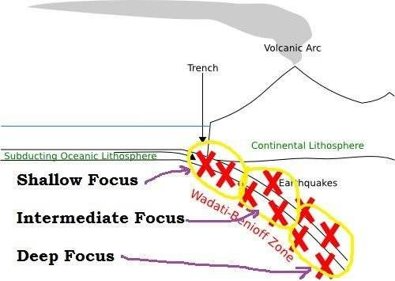 Volcanic Arc
Trench
Continental Lithosphere
Subducting Oceanic Lithosphere
Shallow Focus
Earthquakes
Wadati-Benioff Zone
Intermediate Focus
Deep Focus